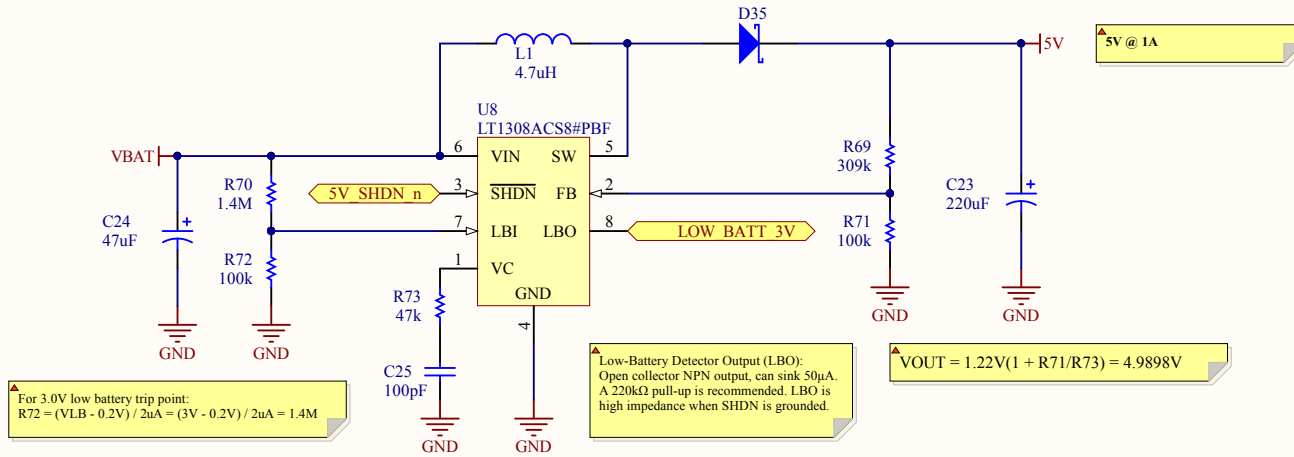 D35
5V
5V @ 1A
L1
4.7uH
U8
LT1308ACS8#PBF
VBAT
6
VIN
SW
5
R70
1.4M
5V_SHDN_n
3
SHDN
FB
2
R69
309k
C24
47uF
7
LBI
LBO
8
LOW_BATT_3V
R71
100k
C23
220uF
R72
100k
1
VC
GND
4
R73
47k
C25
100pF
GND
GND
GND
GND
GND
GND
For 3.0V low battery trip point:
R72 = (VLB - 0.2V) / 2uA = (3V - 0.2V) / 2uA = 1.4M
Low-Battery Detector Output (LBO):
Open collector NPN output, can sink 50µA.
A 220kΩ pull-up is recommended. LBO is
high impedance when SHDN is grounded.
VOUT = 1.22V(1 + R71/R73) = 4.9898V